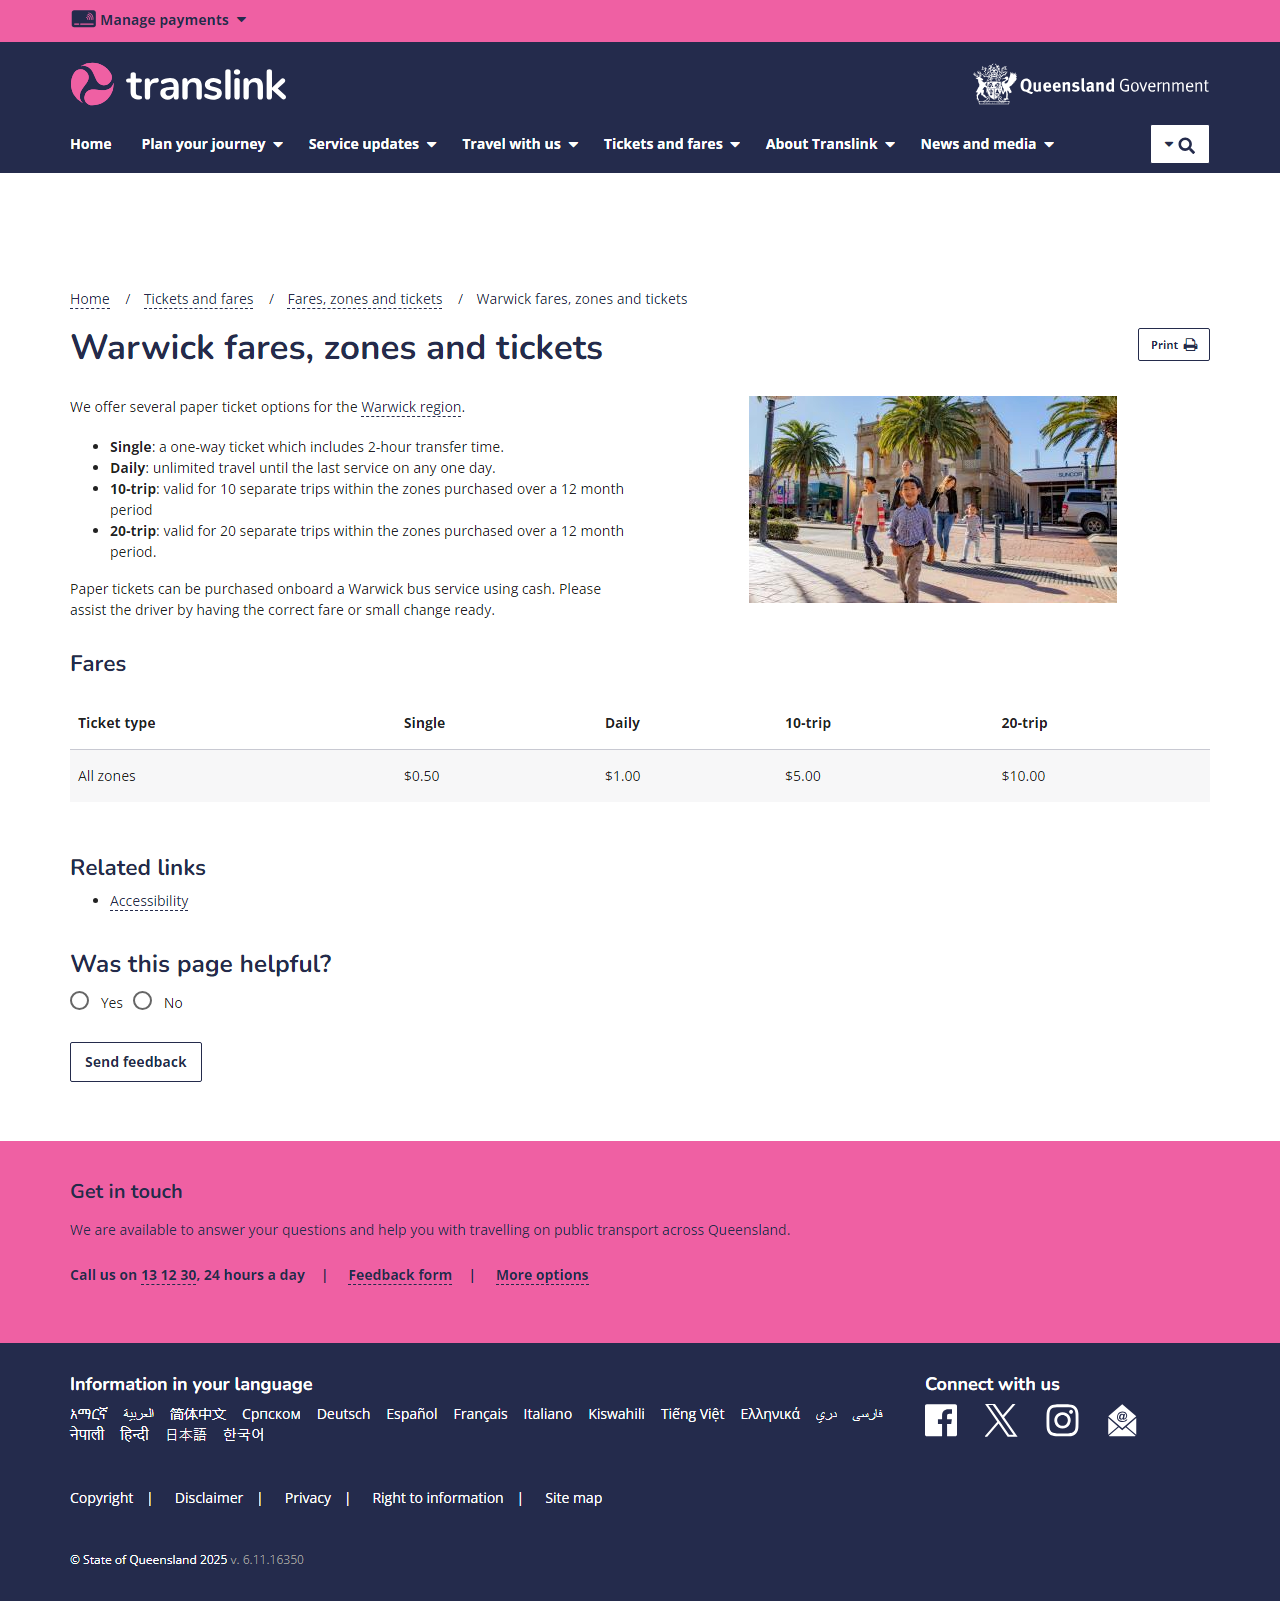 Manage payments
translink
Queensland Government
Home Plan your journey Service updates Travel with us Tickets and fares About Translink News and media
Home / Tickets and fares / Fares, zones and tickets / Warwick fares, zones and tickets
Warwick fares, zones and tickets
Print
We offer several paper ticket options for the Warwick region.
Single: a one-way ticket which includes 2-hour transfer time.
Daily: unlimited travel until the last service on any one day.
10-trip: valid for 10 separate trips within the zones purchased over a 12 month
period
20-trip: valid for 20 separate trips within the zones purchased over a 12 month
period.
Paper tickets can be purchased onboard a Warwick bus service using cash. Please
assist the driver by having the correct fare or small change ready.
SUNCORP
Fares
Ticket type Single Daily 10-trip 20-trip
All zones $0.50 $1.00 $5.00 $10.00
Related links
Accessibility
Was this page helpful?
Yes No
Send feedback
Get in touch
We are available to answer your questions and help you with travelling on public transport across Queensland.
Call us on 13 12 30, 24 hours a day | Feedback form | More options
Information in your language
አማርኛ العربية 简体中文 Српском Deutsch Español Français Italiano Kiswahili Tiếng Việt Ελληνικά دري فارسی
नेपाली हिन्दी 日本語 한국어
Connect with us
Copyright | Disclaimer | Privacy | Right to information | Site map
© State of Queensland 2025 v. 6.11.16350